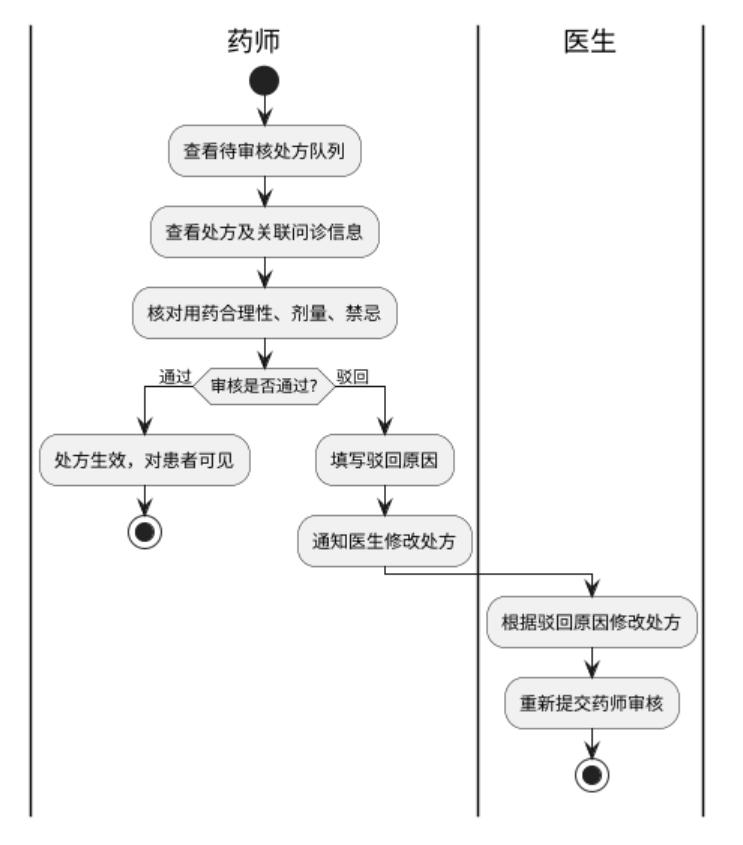 药师
医生
查看待审核处方队列
查看处方及关联问诊信息
核对用药合理性、剂量、禁忌
通过
审核是否通过?
驳回
处方生效，对患者可见
填写驳回原因
通知医生修改处方
根据驳回原因修改处方
重新提交药师审核